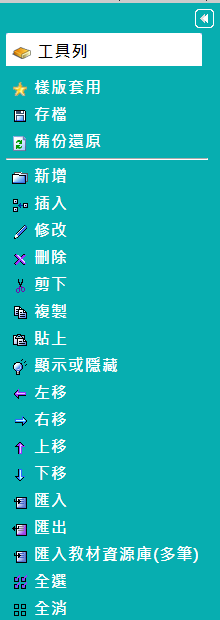 工具列
樣版套用
存檔
備份還原
新增
插入
修改
刪除
剪下
複製
貼上
顯示或隱藏
左移
右移
上移
下移
匯入
匯出
匯入教材資源庫(多筆)
全選
全消